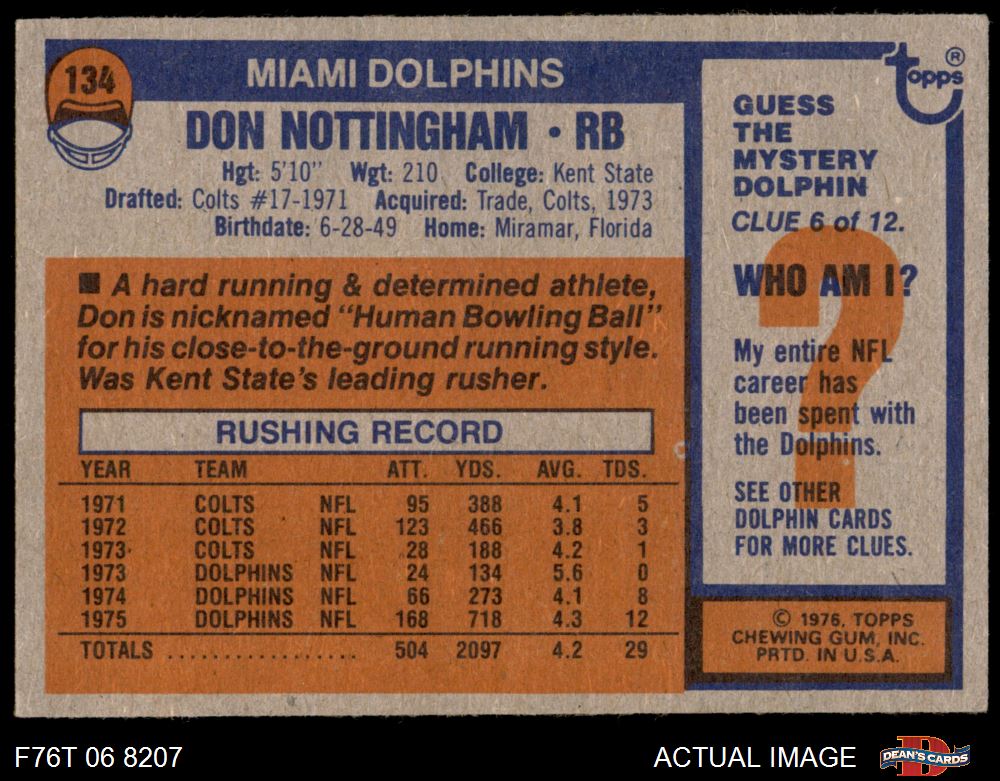 134
MIAMI DOLPHINS
DON NOTTINGHAM • RB
Hgt: 5'10" Wgt: 210 College: Kent State
Drafted: Colts #17-1971 Acquired: Trade, Colts, 1973
Birthdate: 6-28-49 Home: Miramar, Florida
■ A hard running & determined athlete,
Don is nicknamed "Human Bowling Ball"
for his close-to-the-ground running style.
Was Kent State's leading rusher.
RUSHING RECORD
YEAR TEAM ATT. YDS. AVG. TDS.
1971 COLTS NFL 95 388 4.1 5
1972 COLTS NFL 123 466 3.8 3
1973 COLTS NFL 28 188 4.2 1
1973 DOLPHINS NFL 24 134 5.6 0
1974 DOLPHINS NFL 66 273 4.1 8
1975 DOLPHINS NFL 168 718 4.3 12
TOTALS .................. 504 2097 4.2 29
topps®
GUESS
THE
MYSTERY
DOLPHIN
CLUE 6 of 12.
?
WHO AM I?
My entire NFL
career has
been spent with
the Dolphins.
SEE OTHER
DOLPHIN CARDS
FOR MORE CLUES.
© 1976, TOPPS
CHEWING GUM, INC.
PRTD. IN U.S.A.
F76T 06 8207
ACTUAL IMAGE
D
DEAN'S CARDS